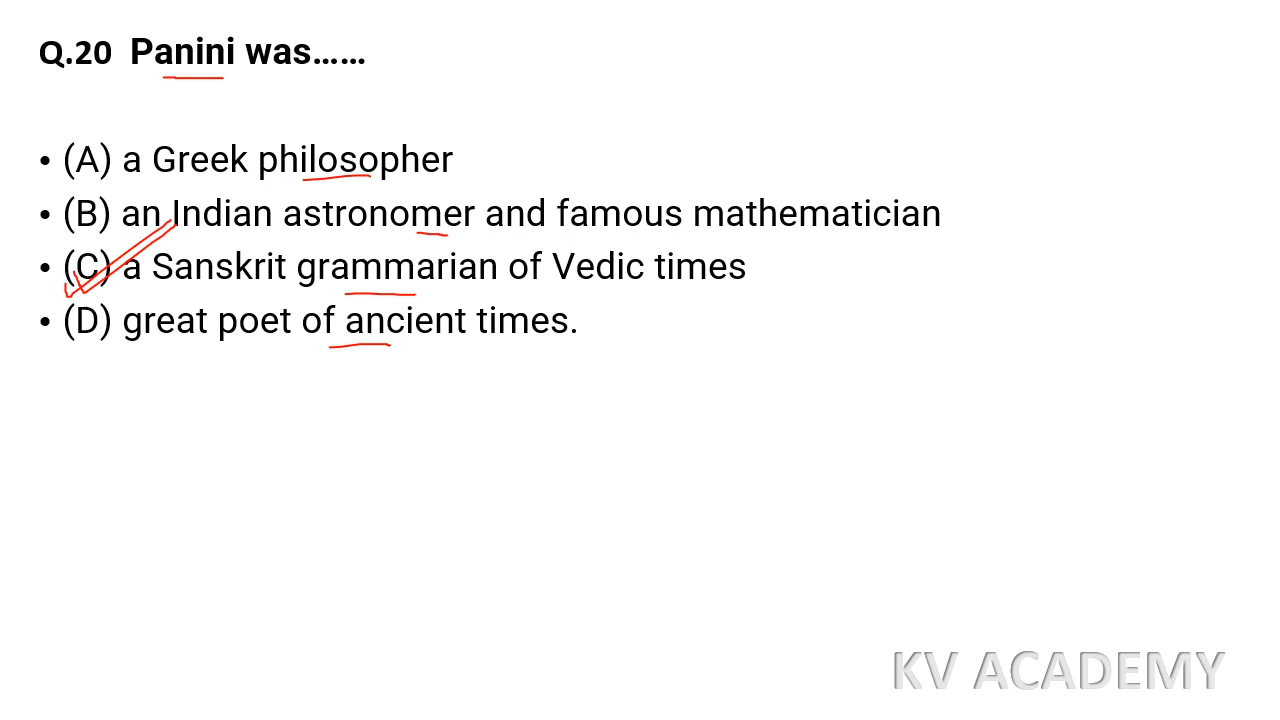 Q.20 Panini was......
• (A) a Greek philosopher
• (B) an Indian astronomer and famous mathematician
• (C) a Sanskrit grammarian of Vedic times
• (D) great poet of ancient times.
KV ACADEMY